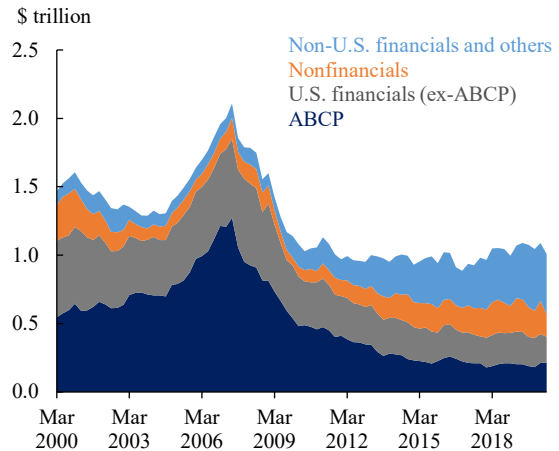 $ trillion
2.5
Non-U.S. financials and others
Nonfinancials
U.S. financials (ex-ABCP)
ABCP
2.0
1.5
1.0
0.5
0.0
Mar Mar Mar Mar Mar Mar Mar
2000 2003 2006 2009 2012 2015 2018